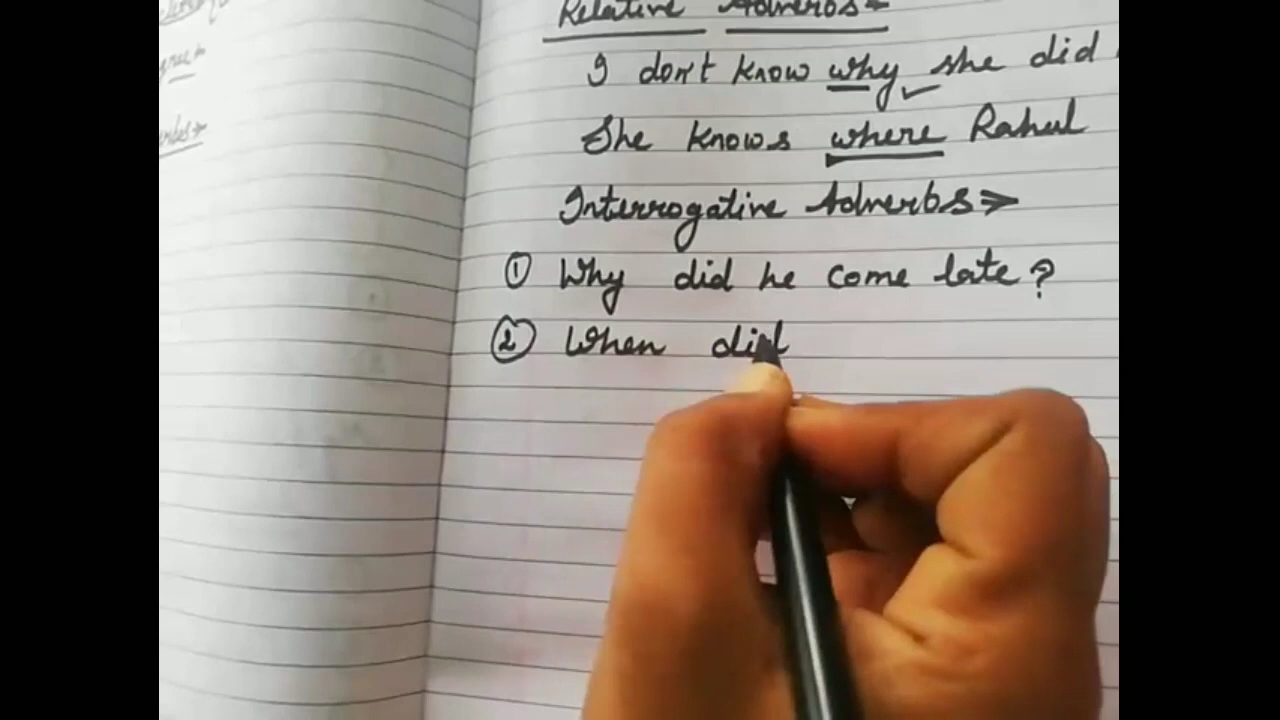 Relative Adverbs
I don't know why she did
She knows where Rahul
Interrogative Adverbs
① Why did he come late?
② When did